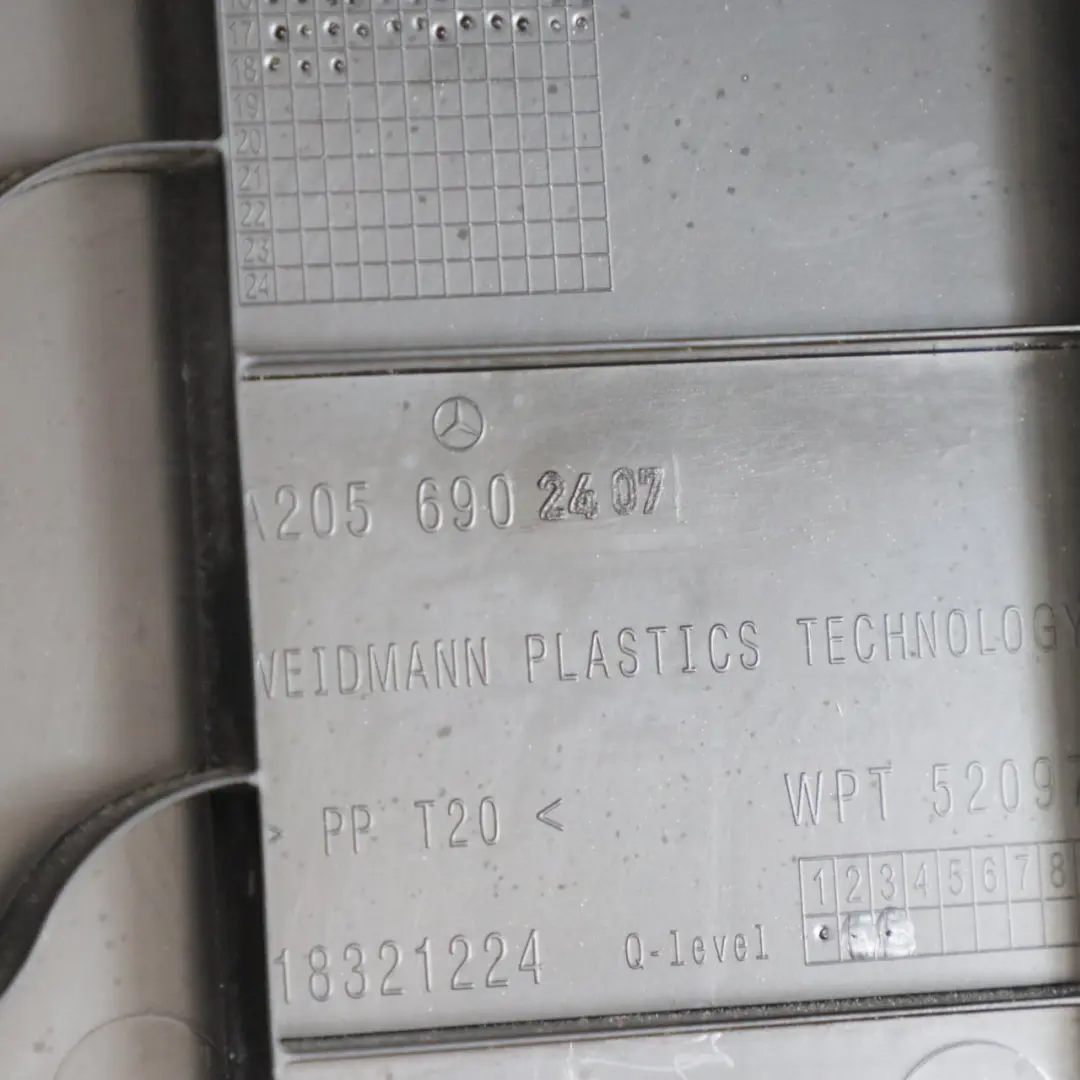 17
18
19
20
21
22
23
24
A205 690 2407
WEIDMANN PLASTICS TECHNOLOGY
> PP T20 < WPT 52097
1 2 3 4 5 6 7 8
18321224 Q-level